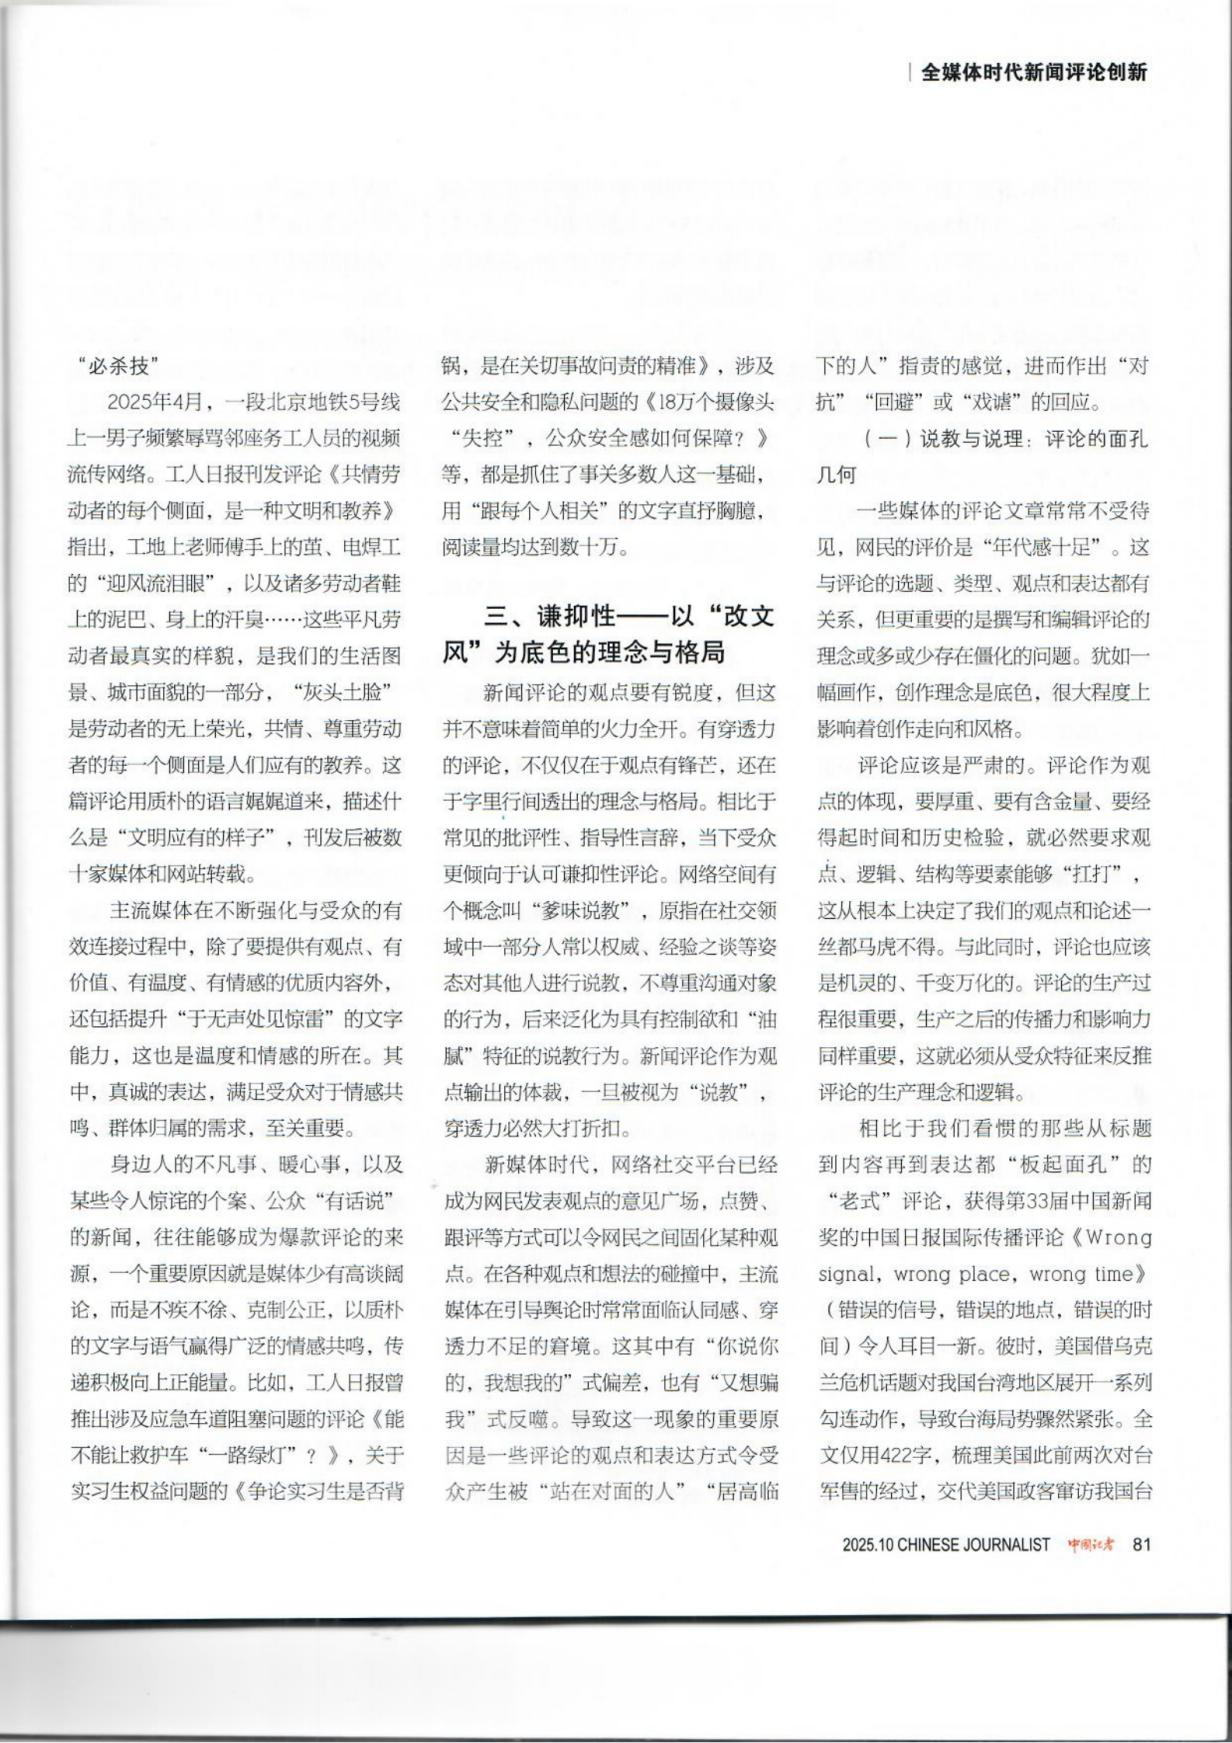 全媒体时代新闻评论创新
“必杀技”
2025年4月，一段北京地铁5号线
上一男子频繁辱骂邻座务工人员的视频
流传网络。工人日报刊发评论《共情劳
动者的每个侧面，是一种文明和教养》
指出，工地上老师傅手上的茧、电焊工
的“迎风流泪眼”，以及诸多劳动者鞋
上的泥巴、身上的汗臭……这些平凡劳
动者最真实的样貌，是我们的生活图
景、城市面貌的一部分，“灰头土脸”
是劳动者的无上荣光，共情、尊重劳动
者的每一个侧面是人们应有的教养。这
篇评论用质朴的语言娓娓道来，描述什
么是“文明应有的样子”，刊发后被数
十家媒体和网站转载。
主流媒体在不断强化与受众的有
效连接过程中，除了要提供有观点、有
价值、有温度、有情感的优质内容外，
还包括提升“于无声处见惊雷”的文字
能力，这也是温度和情感的所在。其
中，真诚的表达，满足受众对于情感共
鸣、群体归属的需求，至关重要。
身边人的不凡事、暖心事，以及
某些令人惊诧的个案、公众“有话说”
的新闻，往往能够成为爆款评论的来
源，一个重要原因就是媒体少有高谈阔
论，而是不疾不徐、克制公正，以质朴
的文字与语气赢得广泛的情感共鸣，传
递积极向上正能量。比如，工人日报曾
推出涉及应急车道阻塞问题的评论《能
不能让救护车“一路绿灯”？》，关于
实习生权益问题的《争论实习生是否背
锅，是在关切事故问责的精准》，涉及
公共安全和隐私问题的《18万个摄像头
“失控”，公众安全感如何保障？》
等，都是抓住了事关多数人这一基础，
用“跟每个人相关”的文字直抒胸臆，
阅读量均达到数十万。
三、谦抑性——以“改文
风”为底色的理念与格局
新闻评论的观点要有锐度，但这
并不意味着简单的火力全开。有穿透力
的评论，不仅仅在于观点有锋芒，还在
于字里行间透出的理念与格局。相比于
常见的批评性、指导性言辞，当下受众
更倾向于认可谦抑性评论。网络空间有
个概念叫“爹味说教”，原指在社交领
域中一部分人常以权威、经验之谈等姿
态对其他人进行说教，不尊重沟通对象
的行为，后来泛化为具有控制欲和“油
腻”特征的说教行为。新闻评论作为观
点输出的体裁，一旦被视为“说教”，
穿透力必然大打折扣。
新媒体时代，网络社交平台已经
成为网民发表观点的意见广场，点赞、
跟评等方式可以令网民之间固化某种观
点。在各种观点和想法的碰撞中，主流
媒体在引导舆论时常常面临认同感、穿
透力不足的窘境。这其中有“你说你
的，我想我的”式偏差，也有“又想骗
我”式反噬。导致这一现象的重要原
因是一些评论的观点和表达方式令受
众产生被“站在对面的人”“居高临
下的人”指责的感觉，进而作出“对
抗”“回避”或“戏谑”的回应。
（一）说教与说理：评论的面孔
几何
一些媒体的评论文章常常不受待
见，网民的评价是“年代感十足”。这
与评论的选题、类型、观点和表达都有
关系，但更重要的是撰写和编辑评论的
理念或多或少存在僵化的问题。犹如一
幅画作，创作理念是底色，很大程度上
影响着创作走向和风格。
评论应该是严肃的。评论作为观
点的体现，要厚重、要有含金量、要经
得起时间和历史检验，就必然要求观
点、逻辑、结构等要素能够“扛打”，
这从根本上决定了我们的观点和论述一
丝都马虎不得。与此同时，评论也应该
是机灵的、千变万化的。评论的生产过
程很重要，生产之后的传播力和影响力
同样重要，这就必须从受众特征来反推
评论的生产理念和逻辑。
相比于我们看惯的那些从标题
到内容再到表达都“板起面孔”的
“老式”评论，获得第33届中国新闻
奖的中国日报国际传播评论《Wrong
signal，wrong place，wrong time》
（错误的信号，错误的地点，错误的时
间）令人耳目一新。彼时，美国借乌克
兰危机话题对我国台湾地区展开一系列
勾连动作，导致台海局势骤然紧张。全
文仅用422字，梳理美国此前两次对台
军售的经过，交代美国政客窜访我国台
2025.10 CHINESE JOURNALIST 中国记者 81